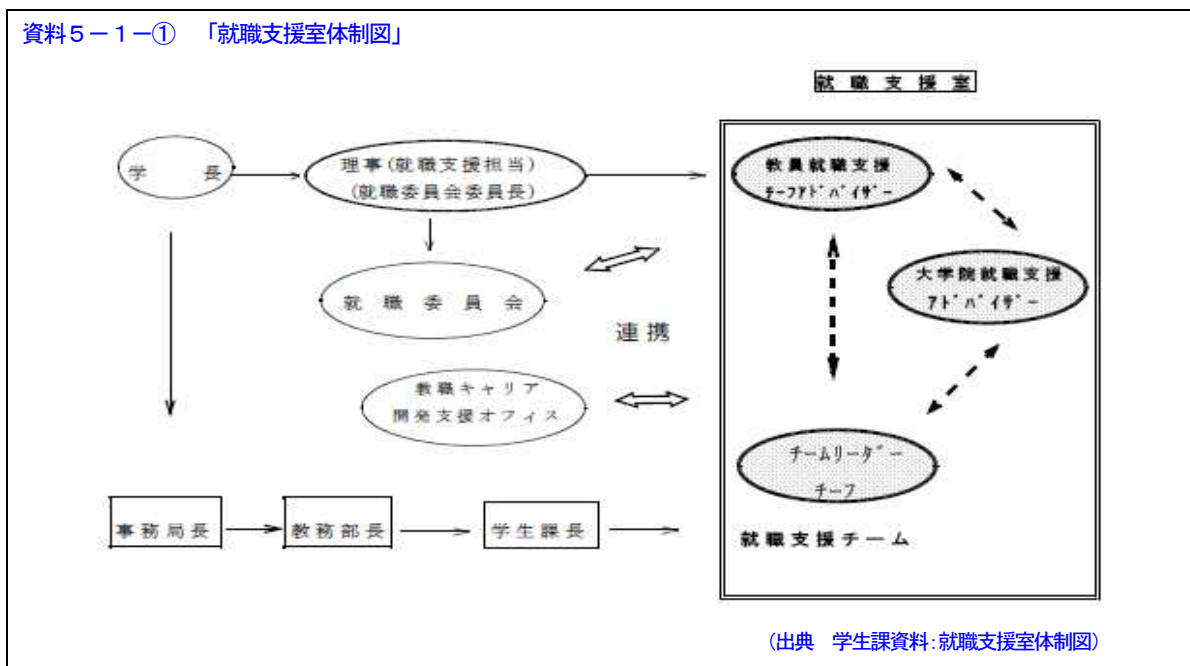 資料5-1-① 「就職支援室体制図」
就職支援室
学長
理事(就職支援担当)
(就職委員会委員長)
教員就職支援
チーフアドバイザー
大学院就職支援
アドバイザー
就職委員会
連携
教職キャリア
開発支援オフィス
チームリーダー
チーフ
事務局長
教務部長
学生課長
就職支援チーム
(出典 学生課資料:就職支援室体制図)